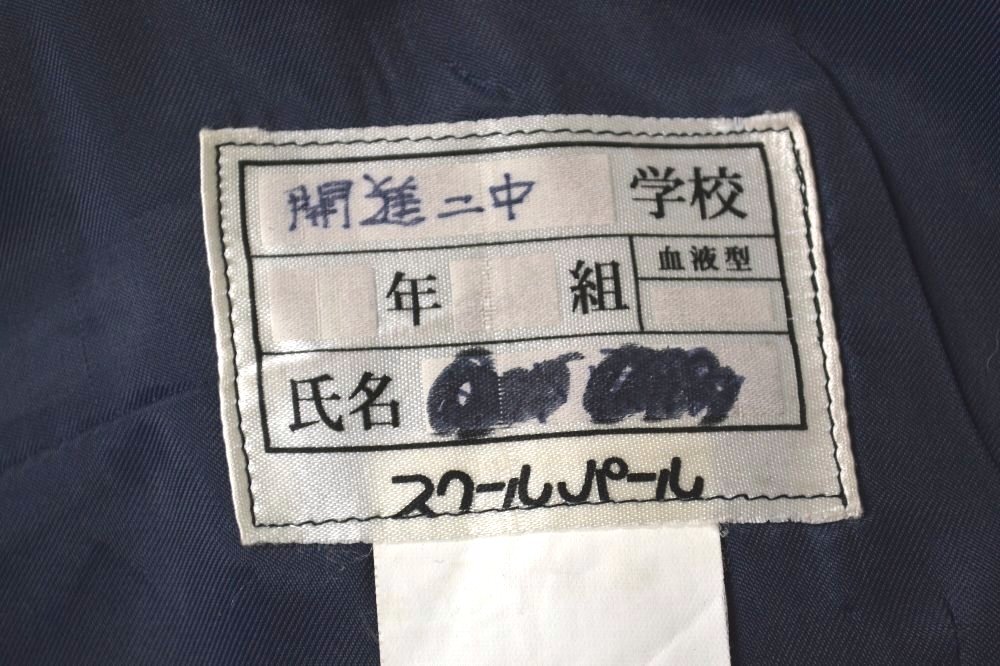 開進二中 学校
年 組 血液型
氏名
スクールパール